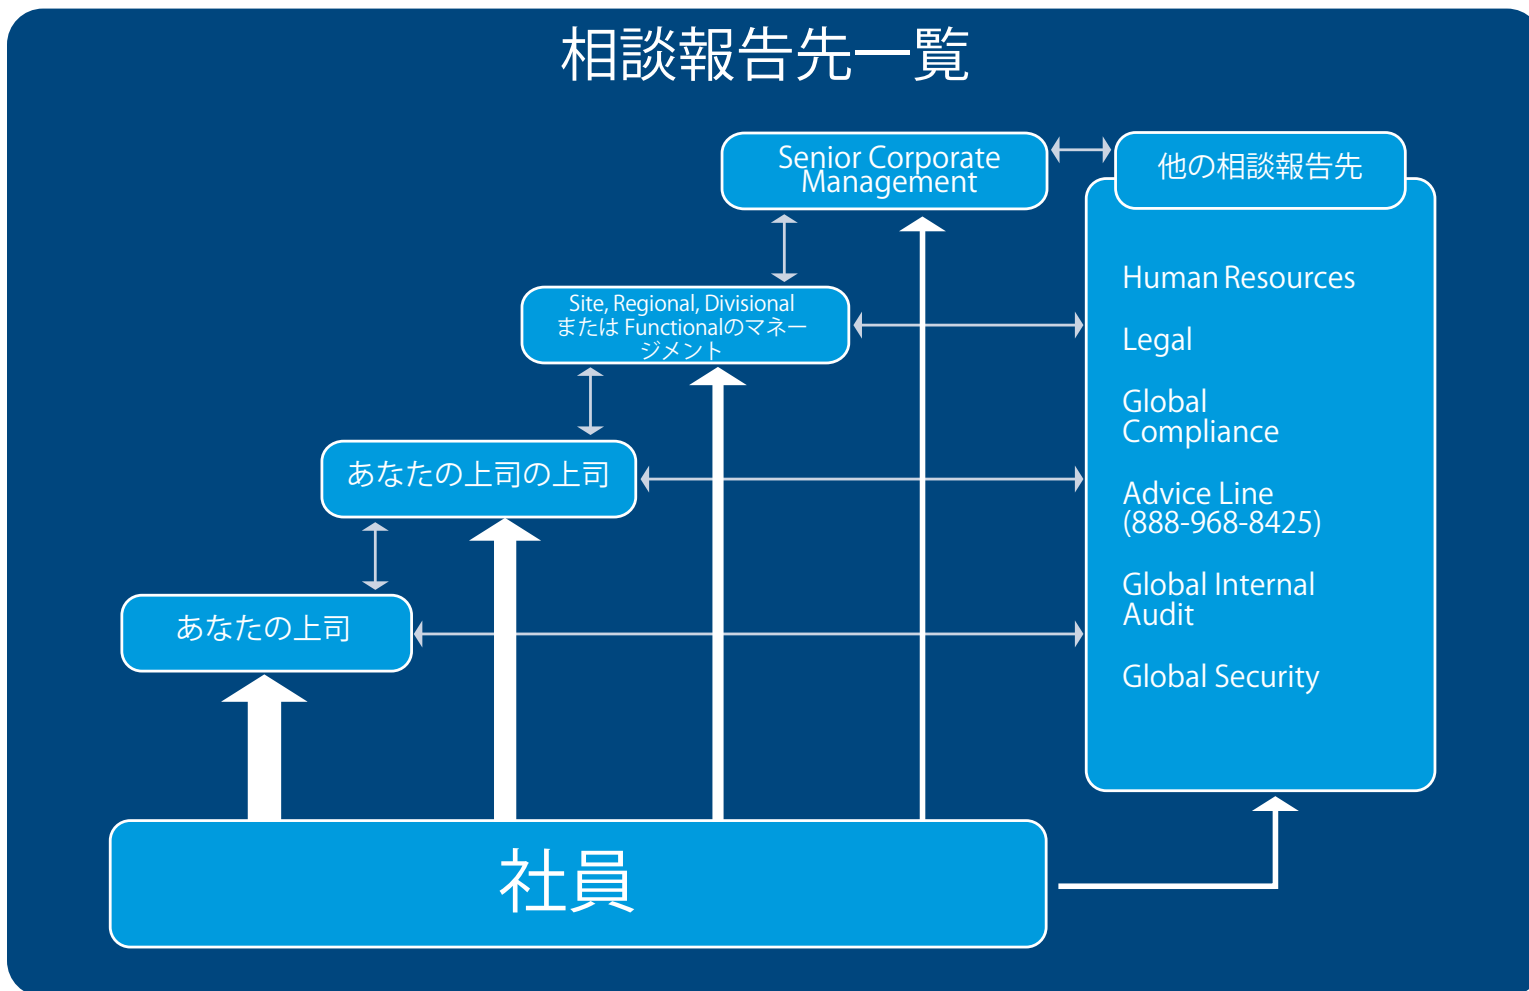 相談報告先一覧
Senior Corporate
Management
他の相談報告先
Human Resources
Legal
Global
Compliance
Advice Line
(888-968-8425)
Global Internal
Audit
Global Security
Site, Regional, Divisional
または Functionalのマネー
ジメント
あなたの上司の上司
あなたの上司
社員